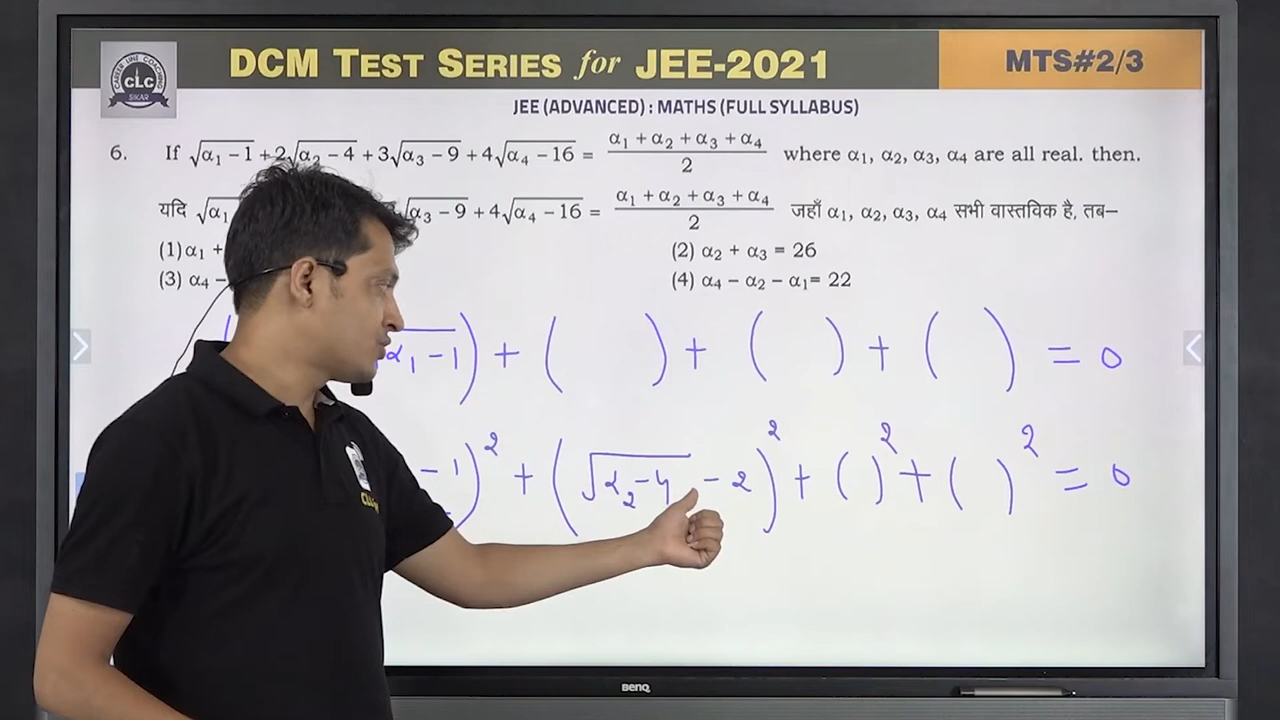 DCM TEST SERIES for JEE-2021
MTS#2/3
CAREER LINE COACHING
CLC
SIKAR
JEE (ADVANCED) : MATHS (FULL SYLLABUS)
6. If √(α₁ − 1) + 2√(α₂ − 4) + 3√(α₃ − 9) + 4√(α₄ − 16) = (α₁ + α₂ + α₃ + α₄)/2 where α₁, α₂, α₃, α₄ are all real. then.
यदि √α₁ √(α₃ − 9) + 4√(α₄ − 16) = (α₁ + α₂ + α₃ + α₄)/2 जहाँ α₁, α₂, α₃, α₄ सभी वास्तविक है, तब–
(1) α₁ + (2) α₂ + α₃ = 26
(3) α₄ − (4) α₄ − α₂ − α₁= 22
√(α₁ − 1) ) + ( ) + ( ) + ( ) = 0
− 1 )² + ( √(α₂ − 4) − 2 )² + ( )² + ( )² = 0
BenQ